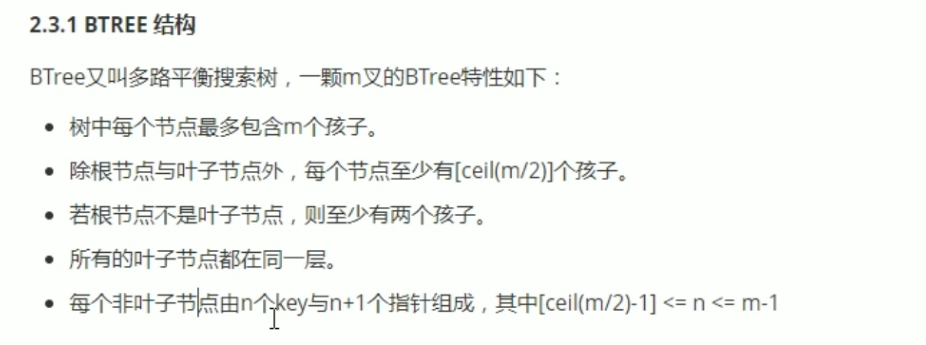 2.3.1 BTREE 结构
BTree又叫多路平衡搜索树，一颗m叉的BTree特性如下：
• 树中每个节点最多包含m个孩子。
• 除根节点与叶子节点外，每个节点至少有[ceil(m/2)]个孩子。
• 若根节点不是叶子节点，则至少有两个孩子。
• 所有的叶子节点都在同一层。
• 每个非叶子节点由n个key与n+1个指针组成，其中[ceil(m/2)-1] <= n <= m-1